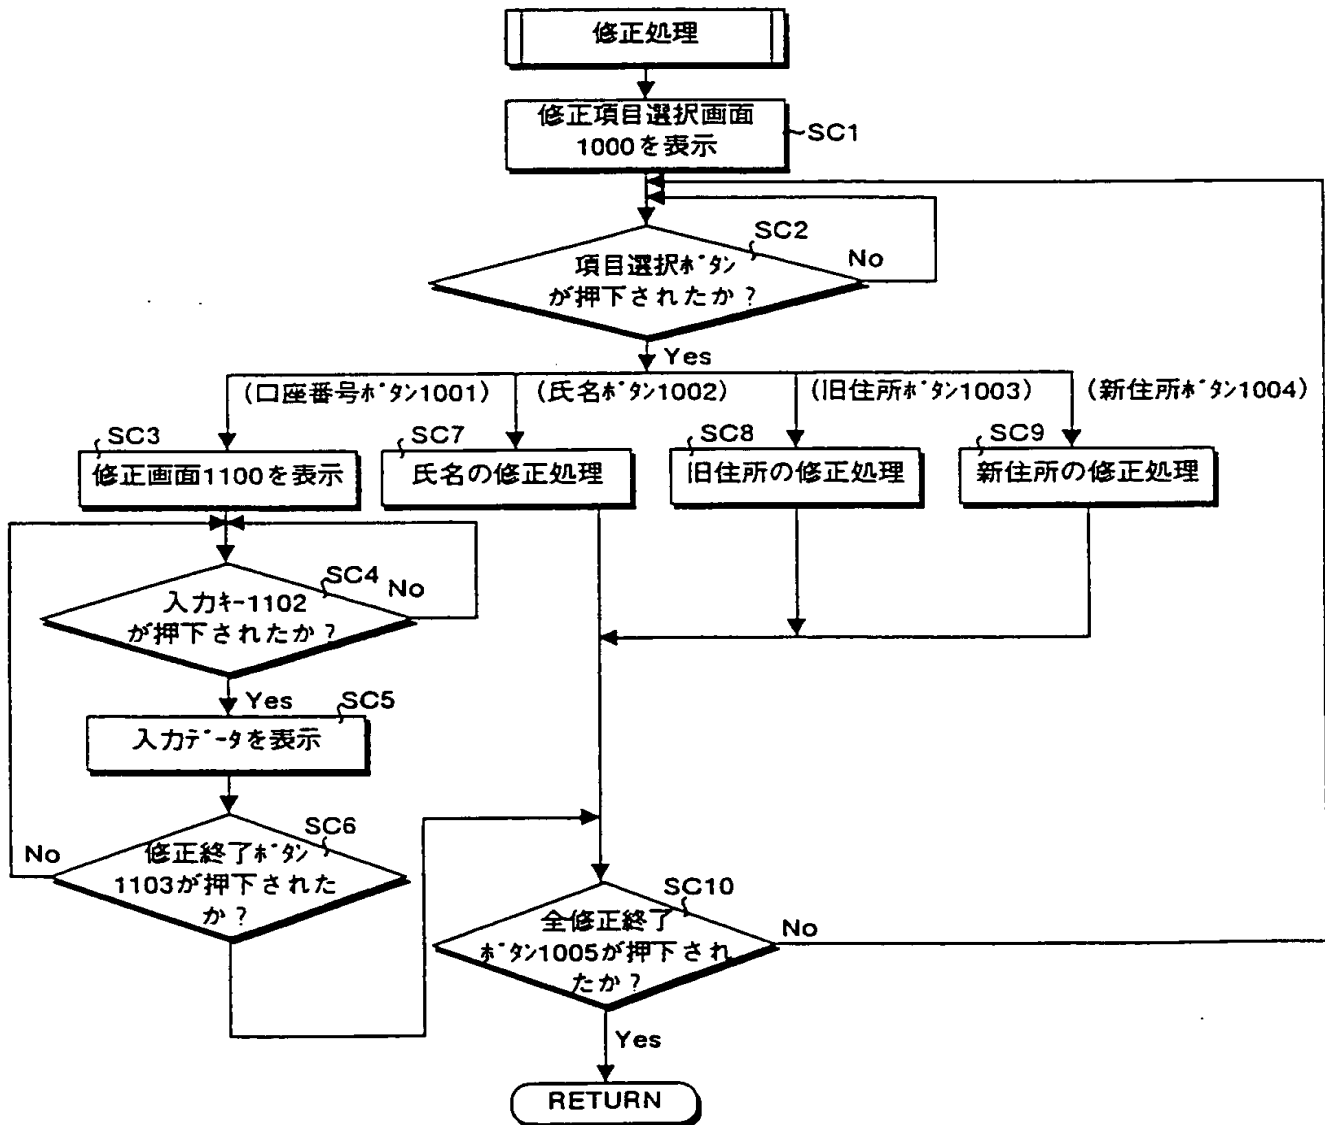 修正処理
修正項目選択画面
1000を表示
SC1
SC2
項目選択ﾎﾞﾀﾝ
が押下されたか？
No
Yes
(口座番号ﾎﾞﾀﾝ1001)
(氏名ﾎﾞﾀﾝ1002)
(旧住所ﾎﾞﾀﾝ1003)
(新住所ﾎﾞﾀﾝ1004)
SC3
修正画面1100を表示
SC7
氏名の修正処理
SC8
旧住所の修正処理
SC9
新住所の修正処理
SC4
入力ｷｰ1102
が押下されたか？
No
Yes
SC5
入力ﾃﾞｰﾀを表示
SC6
修正終了ﾎﾞﾀﾝ
1103が押下された
か？
No
SC10
全修正終了
ﾎﾞﾀﾝ1005が押下され
たか？
No
Yes
RETURN